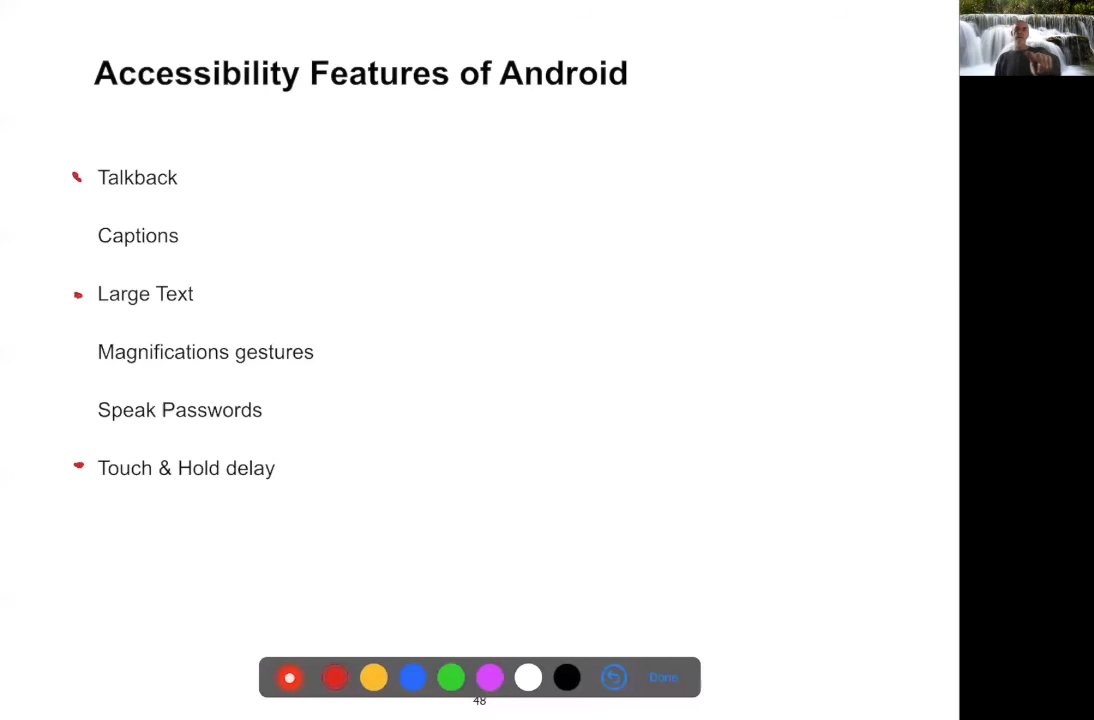 Accessibility Features of Android
Talkback
Captions
Large Text
Magnifications gestures
Speak Passwords
Touch & Hold delay
Done
48